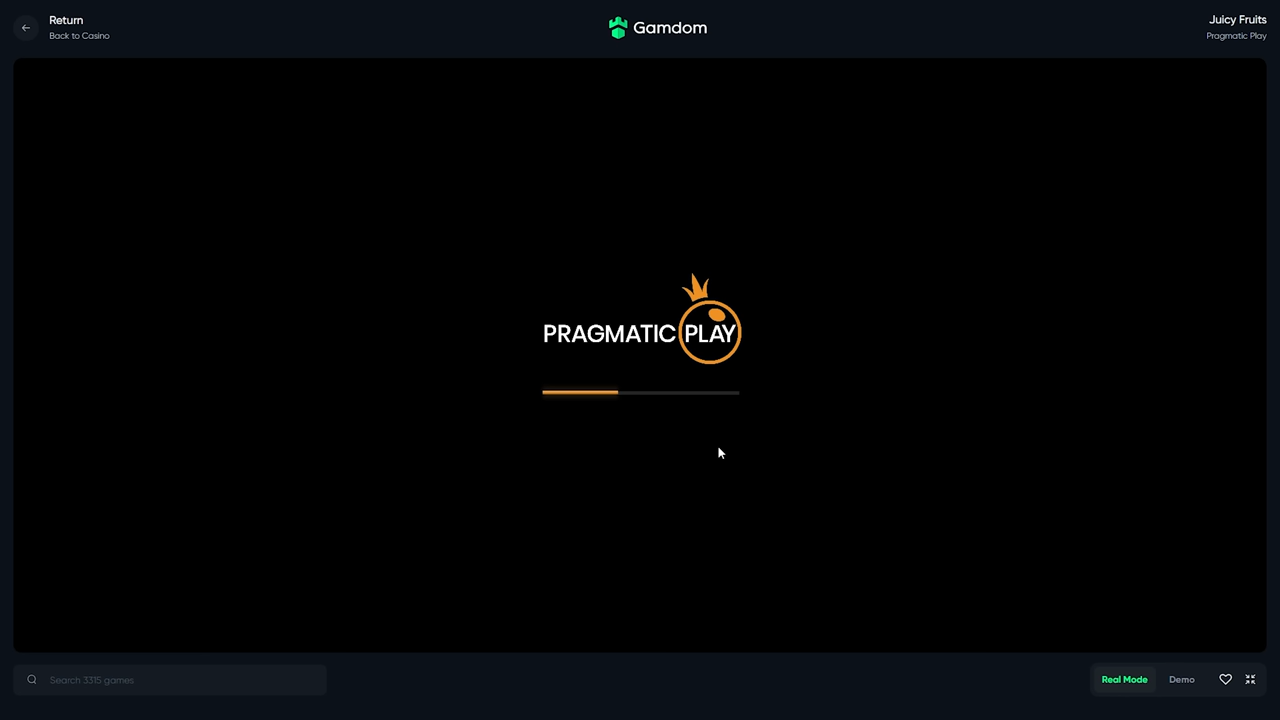 Return
Back to Casino
Gamdom
Juicy Fruits
Pragmatic Play
PRAGMATIC PLAY
Search 3315 games
Real Mode
Demo